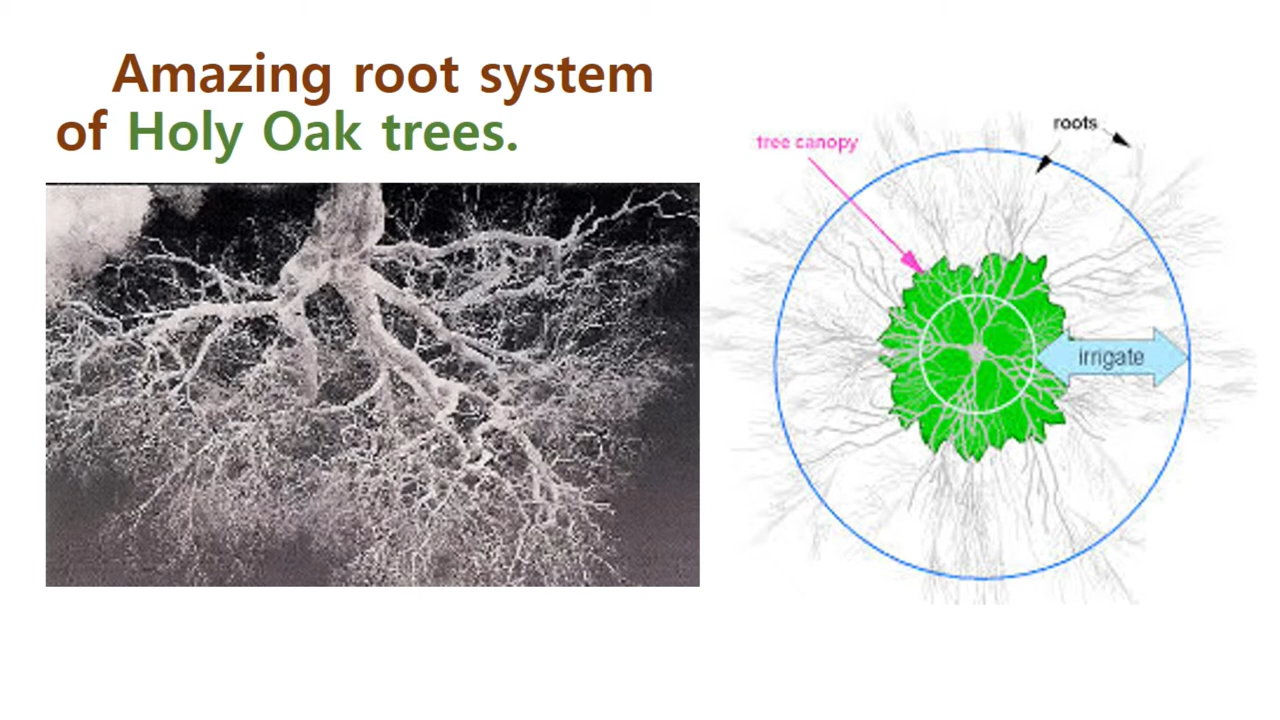 Amazing root system
of Holy Oak trees.
tree canopy
roots
irrigate